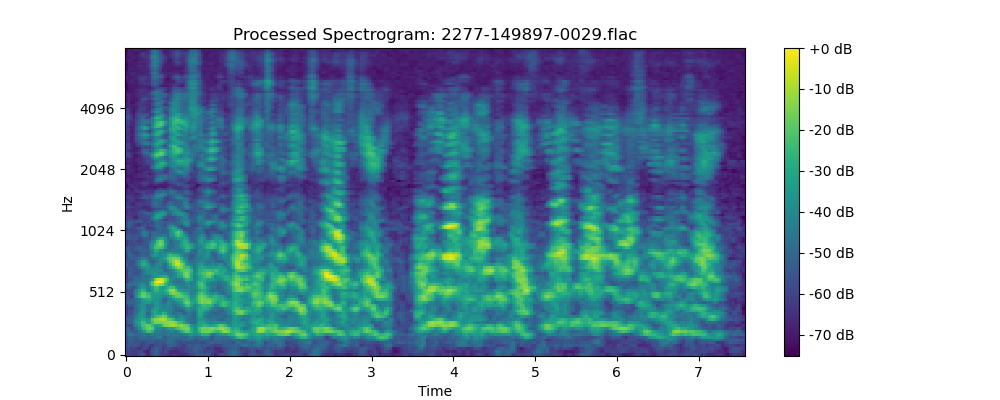 Processed Spectrogram: 2277-149897-0029.flac
Hz
4096
2048
1024
512
0
0 1 2 3 4 5 6 7
Time
+0 dB
-10 dB
-20 dB
-30 dB
-40 dB
-50 dB
-60 dB
-70 dB